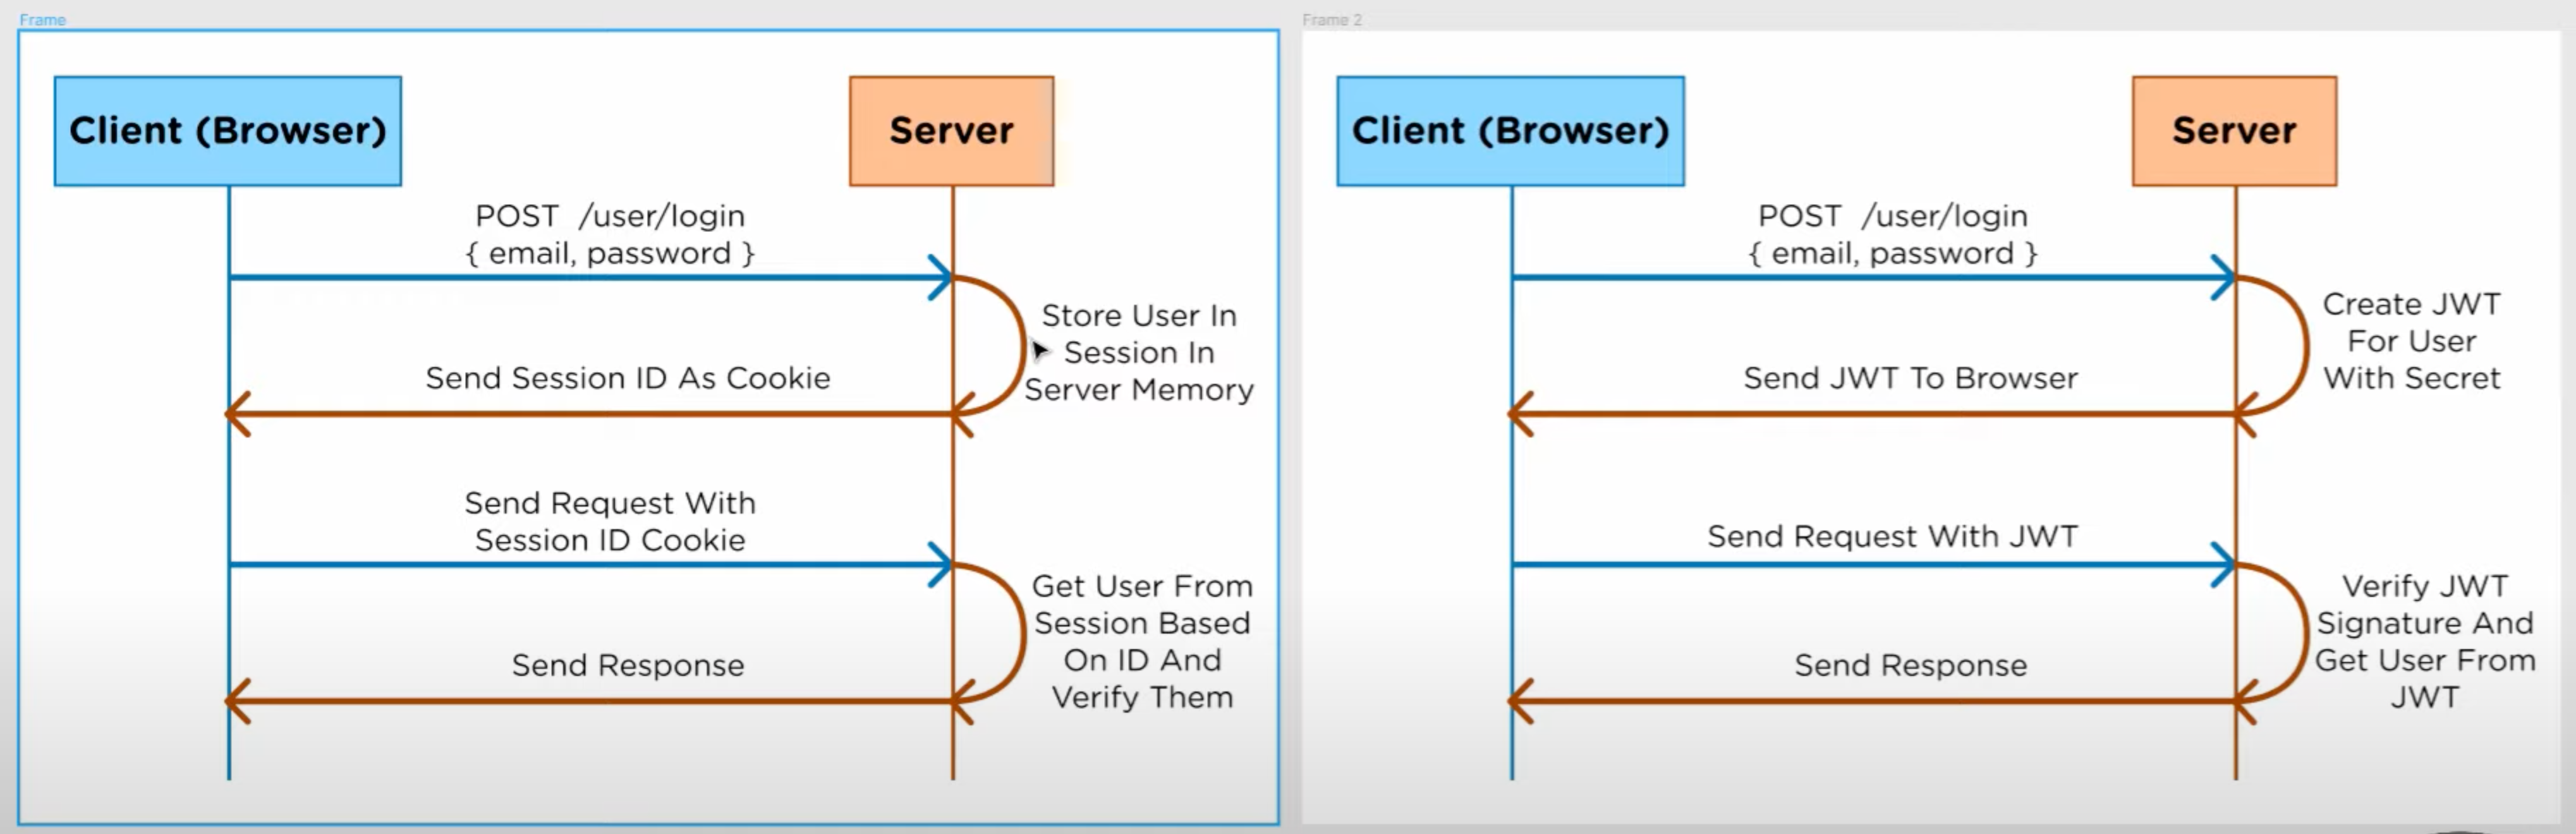 Frame
Client (Browser)
Server
POST /user/login
{ email, password }
Store User In
Session In
Server Memory
Send Session ID As Cookie
Send Request With
Session ID Cookie
Get User From
Session Based
On ID And
Verify Them
Send Response
Frame 2
Client (Browser)
Server
POST /user/login
{ email, password }
Create JWT
For User
With Secret
Send JWT To Browser
Send Request With JWT
Verify JWT
Signature And
Get User From
JWT
Send Response